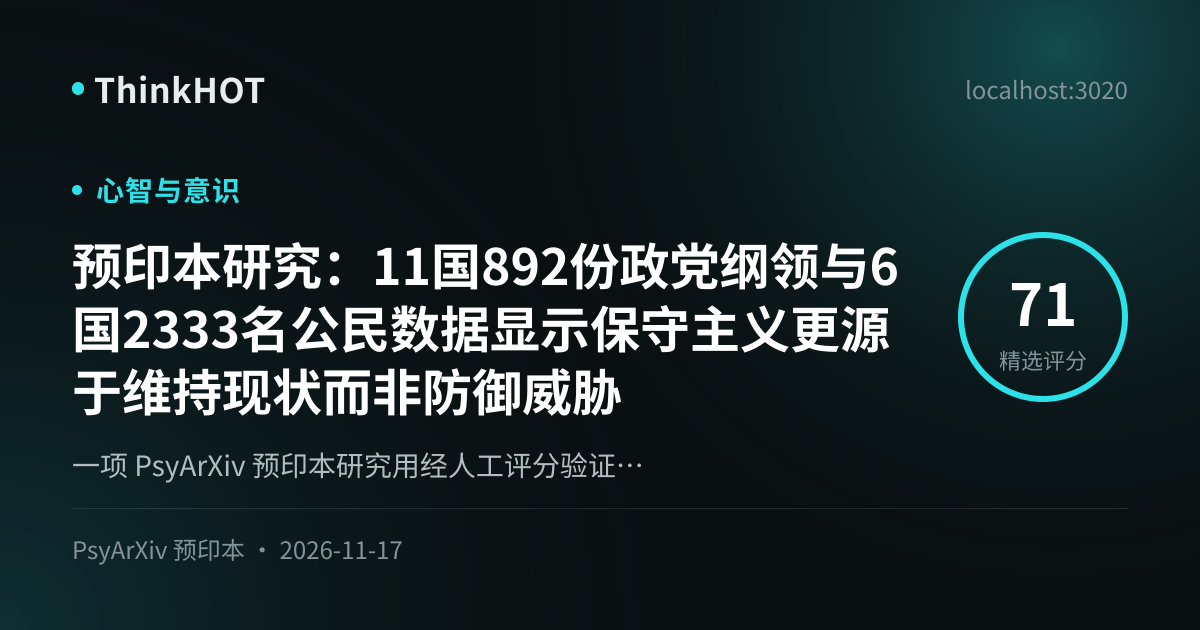 ThinkHOT
localhost:3020
心智与意识
预印本研究：11国892份政党纲领与6
国2333名公民数据显示保守主义更源
于维持现状而非防御威胁
71
精选评分
一项 PsyArXiv 预印本研究用经人工评分验证…
PsyArXiv 预印本 · 2026-11-17